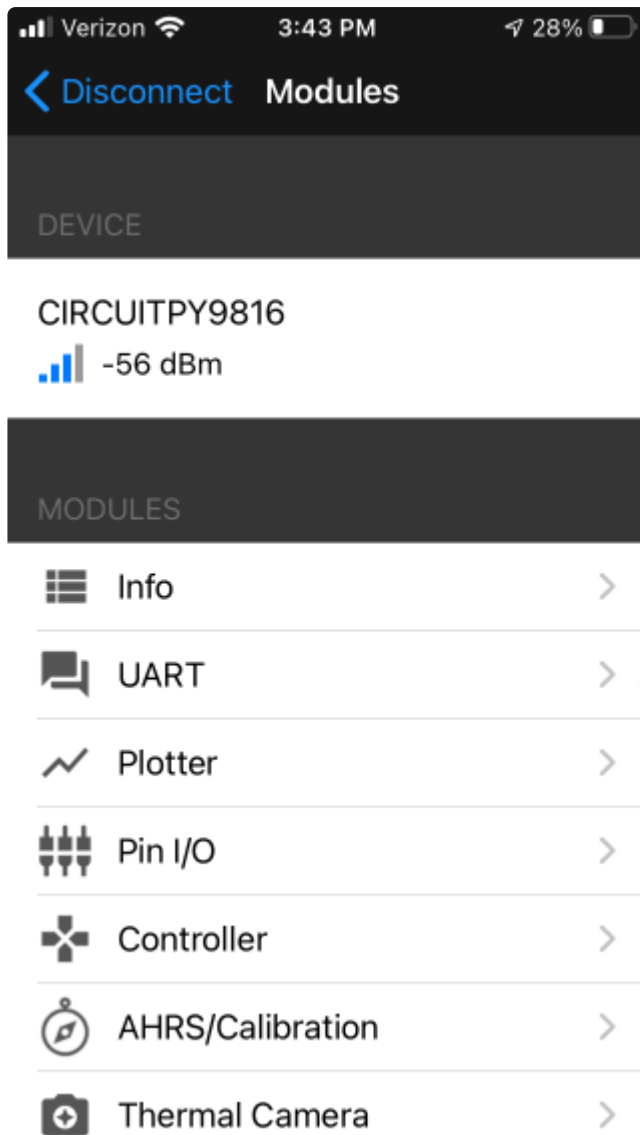 Verizon 3:43 PM 28%
Disconnect Modules
DEVICE
CIRCUITPY9816
-56 dBm
MODULES
Info
UART
Plotter
Pin I/O
Controller
AHRS/Calibration
Thermal Camera